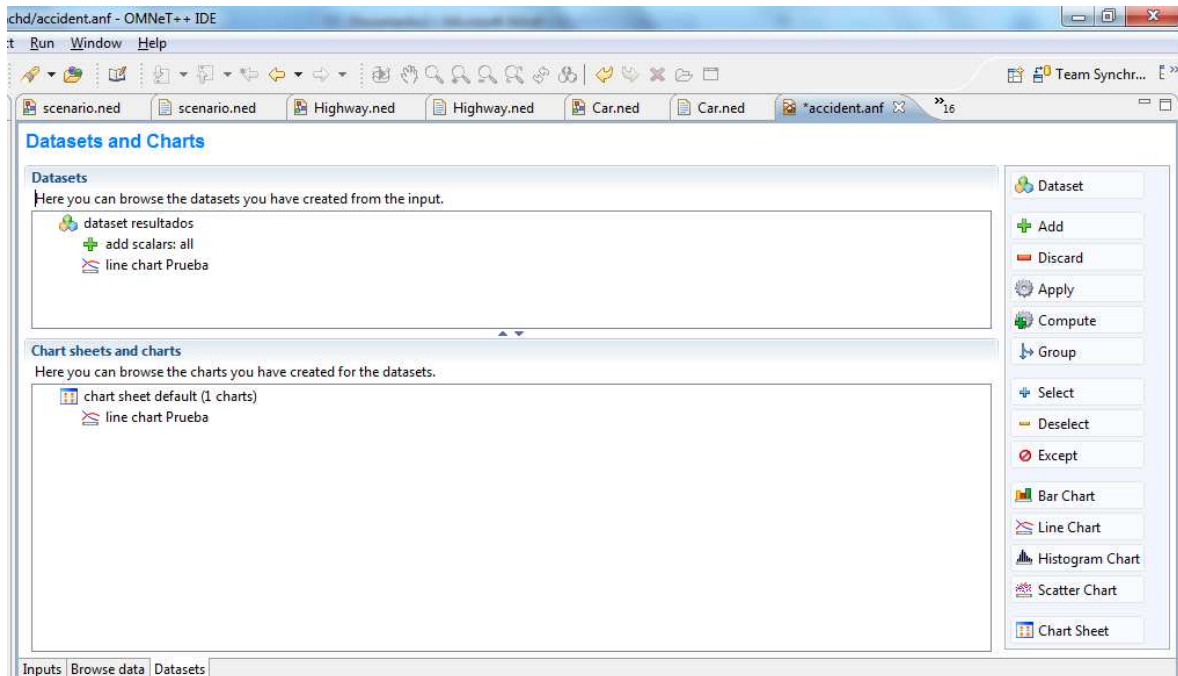 chd/accident.anf - OMNeT++ IDE
ct Run Window Help
Team Synchr...
scenario.ned scenario.ned Highway.ned Highway.ned Car.ned Car.ned *accident.anf »16
Datasets and Charts
Datasets
Here you can browse the datasets you have created from the input.
dataset resultados
add scalars: all
line chart Prueba
Chart sheets and charts
Here you can browse the charts you have created for the datasets.
chart sheet default (1 charts)
line chart Prueba
Dataset
Add
Discard
Apply
Compute
Group
Select
Deselect
Except
Bar Chart
Line Chart
Histogram Chart
Scatter Chart
Chart Sheet
Inputs Browse data Datasets